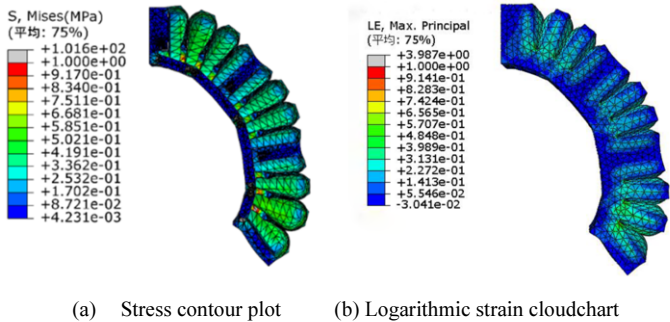 S, Mises(MPa)
(平均: 75%)
+1.016e+02
+1.000e+00
+9.170e-01
+8.340e-01
+7.511e-01
+6.681e-01
+5.851e-01
+5.021e-01
+4.191e-01
+3.362e-01
+2.532e-01
+1.702e-01
+8.721e-02
+4.231e-03
LE, Max. Principal
(平均: 75%)
+3.987e+00
+1.000e+00
+9.141e-01
+8.283e-01
+7.424e-01
+6.565e-01
+5.707e-01
+4.848e-01
+3.989e-01
+3.131e-01
+2.272e-01
+1.413e-01
+5.546e-02
-3.041e-02
(a) Stress contour plot
(b) Logarithmic strain cloudchart